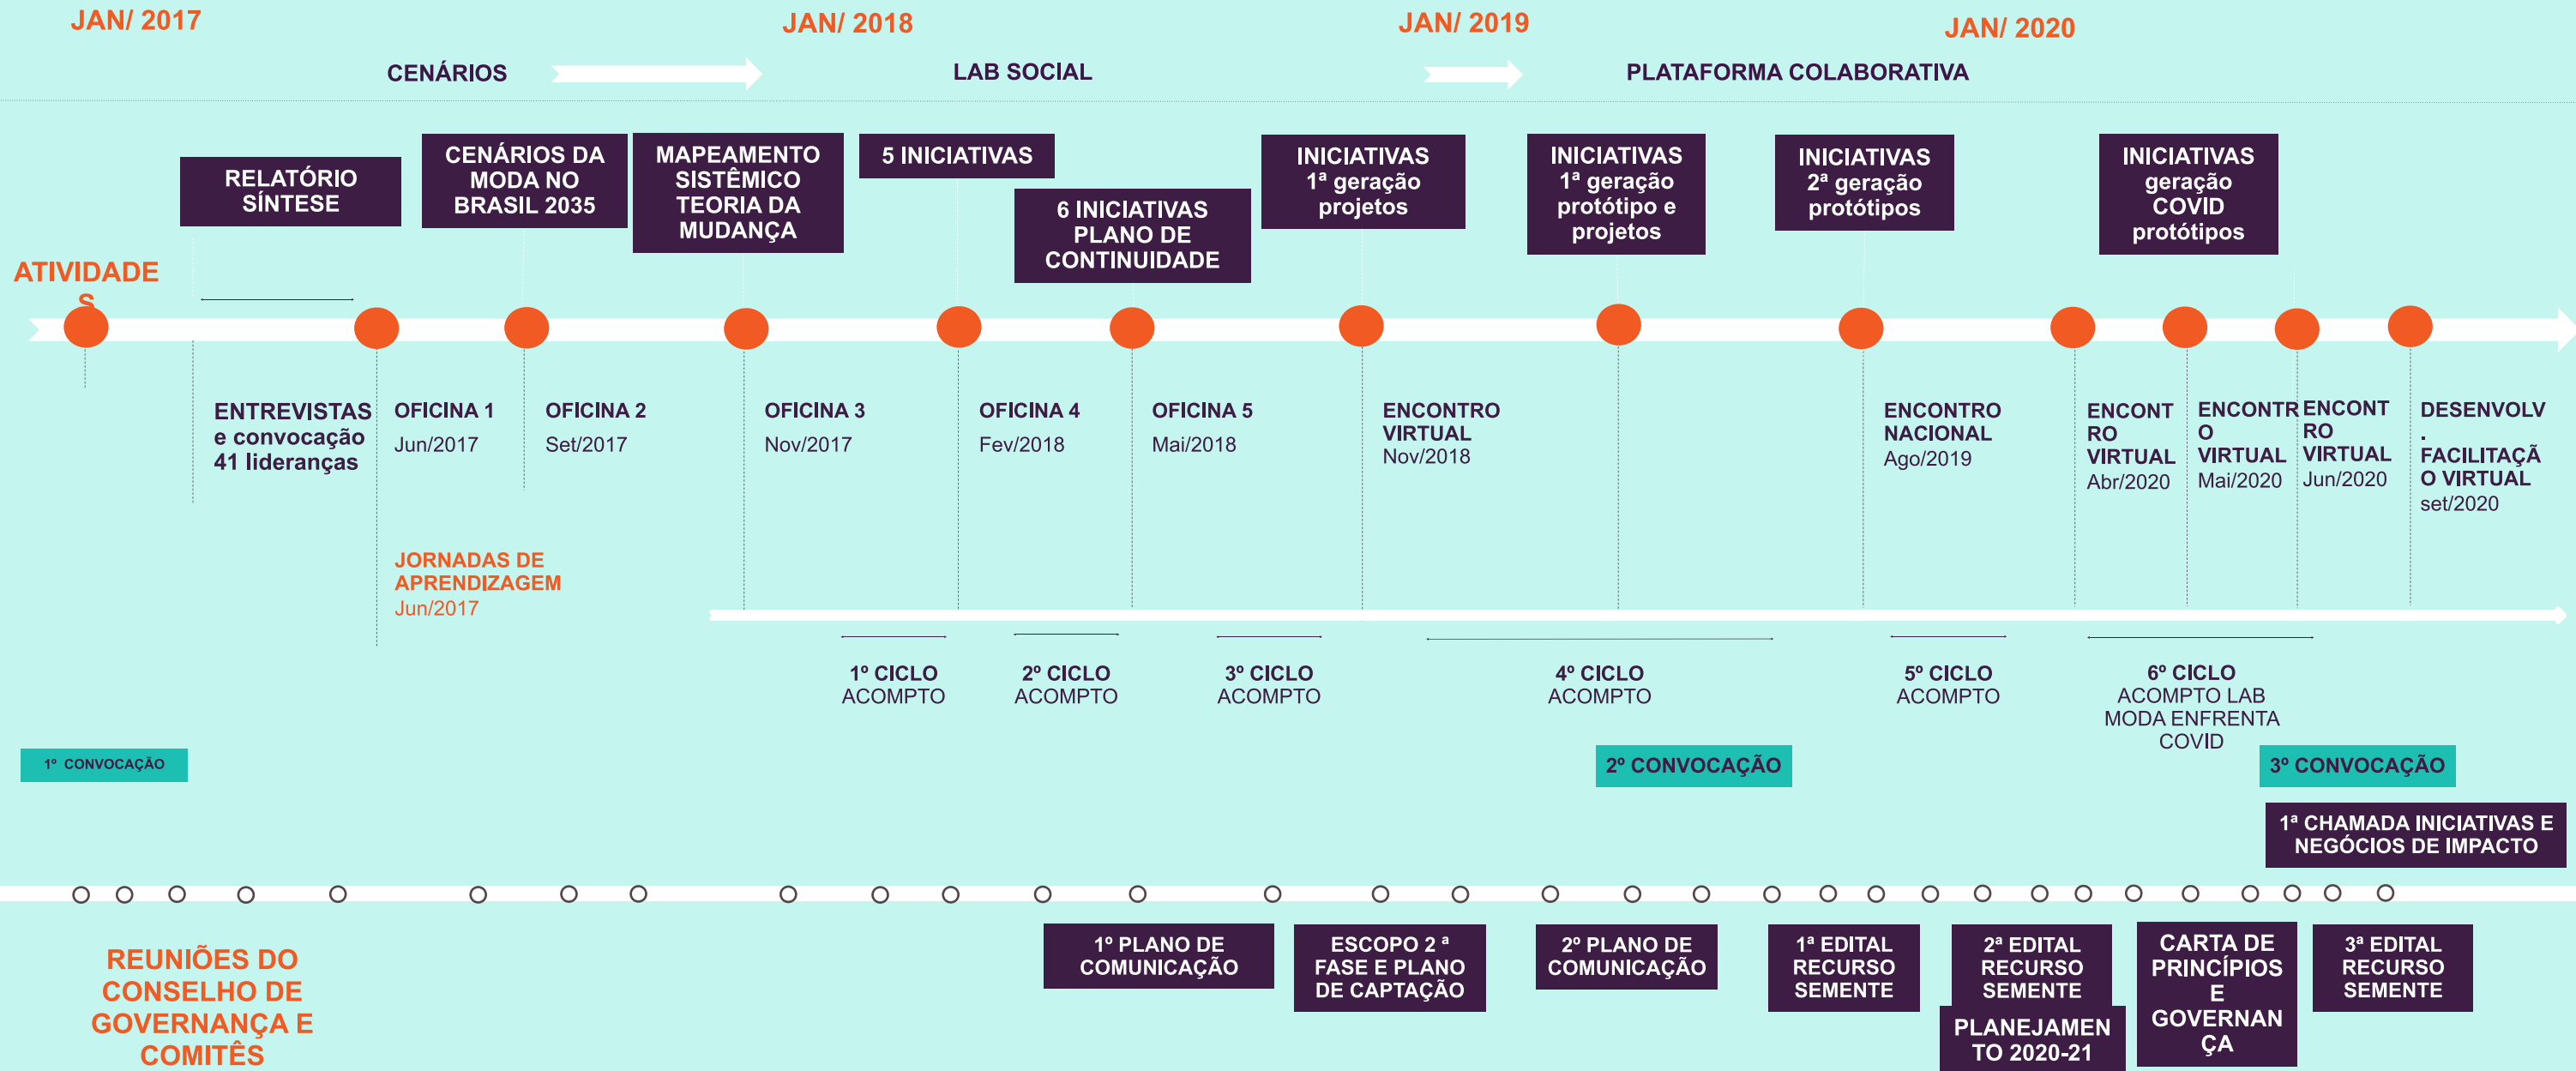 JAN/ 2017
JAN/ 2018
JAN/ 2019
JAN/ 2020
CENÁRIOS
LAB SOCIAL
PLATAFORMA COLABORATIVA
RELATÓRIO
SÍNTESE
CENÁRIOS DA
MODA NO
BRASIL 2035
MAPEAMENTO
SISTÊMICO
TEORIA DA
MUDANÇA
5 INICIATIVAS
6 INICIATIVAS
PLANO DE
CONTINUIDADE
INICIATIVAS
1ª geração
projetos
INICIATIVAS
1ª geração
protótipo e
projetos
INICIATIVAS
2ª geração
protótipos
INICIATIVAS
geração
COVID
protótipos
ATIVIDADE
S
ENTREVISTAS
e convocação
41 lideranças
OFICINA 1
Jun/2017
OFICINA 2
Set/2017
OFICINA 3
Nov/2017
OFICINA 4
Fev/2018
OFICINA 5
Mai/2018
ENCONTRO
VIRTUAL
Nov/2018
ENCONTRO
NACIONAL
Ago/2019
ENCONT
RO
VIRTUAL
Abr/2020
ENCONTR
O
VIRTUAL
Mai/2020
ENCONT
RO
VIRTUAL
Jun/2020
DESENVOLV
.
FACILITAÇÃ
O VIRTUAL
set/2020
JORNADAS DE
APRENDIZAGEM
Jun/2017
1º CICLO
ACOMPTO
2º CICLO
ACOMPTO
3º CICLO
ACOMPTO
4º CICLO
ACOMPTO
5º CICLO
ACOMPTO
6º CICLO
ACOMPTO LAB
MODA ENFRENTA
COVID
1º CONVOCAÇÃO
2º CONVOCAÇÃO
3º CONVOCAÇÃO
1ª CHAMADA INICIATIVAS E
NEGÓCIOS DE IMPACTO
REUNIÕES DO
CONSELHO DE
GOVERNANÇA E
COMITÊS
1º PLANO DE
COMUNICAÇÃO
ESCOPO 2 ª
FASE E PLANO
DE CAPTAÇÃO
2º PLANO DE
COMUNICAÇÃO
1ª EDITAL
RECURSO
SEMENTE
2ª EDITAL
RECURSO
SEMENTE
PLANEJAMEN
TO 2020-21
CARTA DE
PRINCÍPIOS
E
GOVERNAN
ÇA
3ª EDITAL
RECURSO
SEMENTE